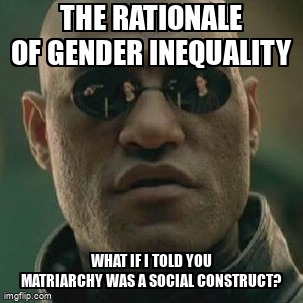 THE RATIONALE
OF GENDER INEQUALITY
WHAT IF I TOLD YOU
MATRIARCHY WAS A SOCIAL CONSTRUCT?
imgflip.com